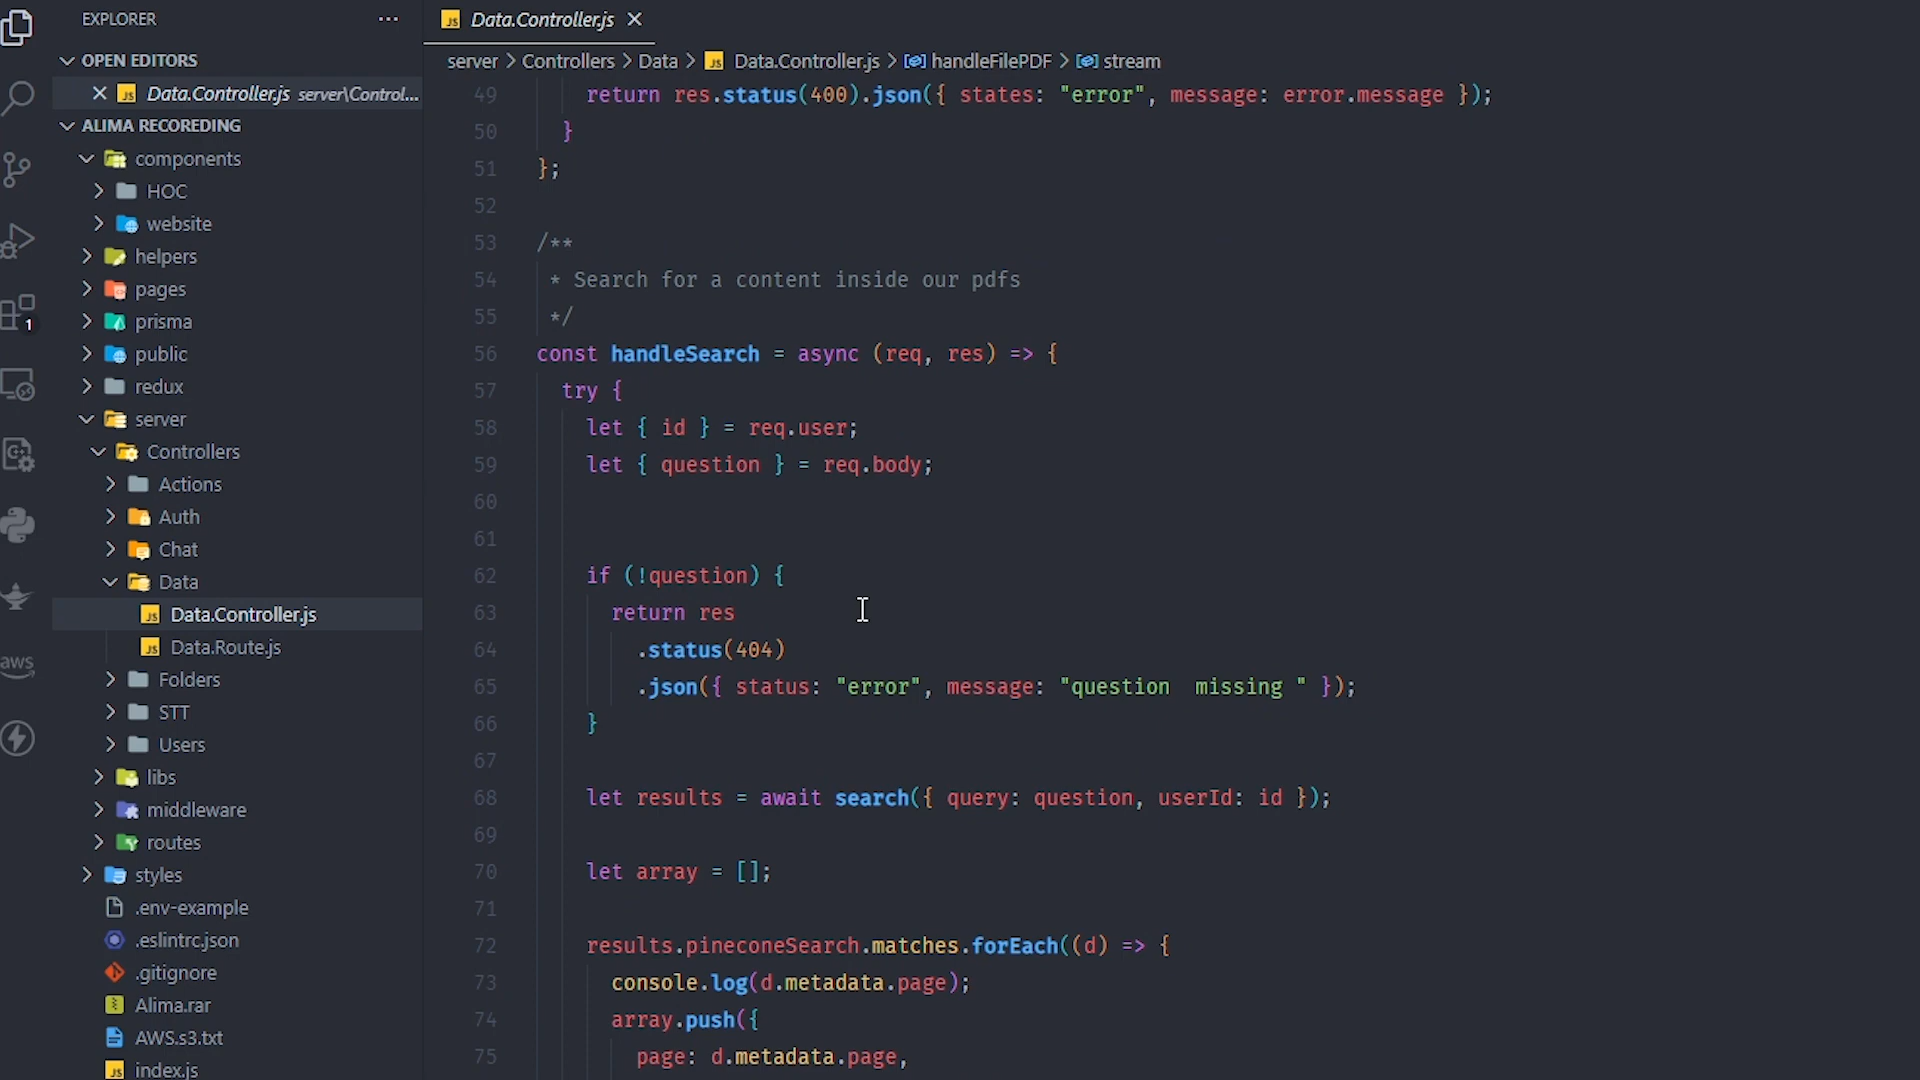 EXPLORER
OPEN EDITORS
Data.Controller.js server\Control...
ALIMA RECOREDING
components
HOC
website
helpers
pages
prisma
public
redux
server
Controllers
Actions
Auth
Chat
Data
Data.Controller.js
Data.Route.js
Folders
STT
Users
libs
middleware
routes
styles
.env-example
.eslintrc.json
.gitignore
Alima.rar
AWS.s3.txt
index.js
1
aws
JS Data.Controller.js
server > Controllers > Data > JS Data.Controller.js > handleFilePDF > stream
49 return res.status(400).json({ states: "error", message: error.message });
50 }
51 };
52
53 /**
54 * Search for a content inside our pdfs
55 */
56 const handleSearch = async (req, res) => {
57 try {
58 let { id } = req.user;
59 let { question } = req.body;
60
61
62 if (!question) {
63 return res
64 .status(404)
65 .json({ status: "error", message: "question  missing " });
66 }
67
68 let results = await search({ query: question, userId: id });
69
70 let array = [];
71
72 results.pineconeSearch.matches.forEach((d) => {
73 console.log(d.metadata.page);
74 array.push({
75 page: d.metadata.page,